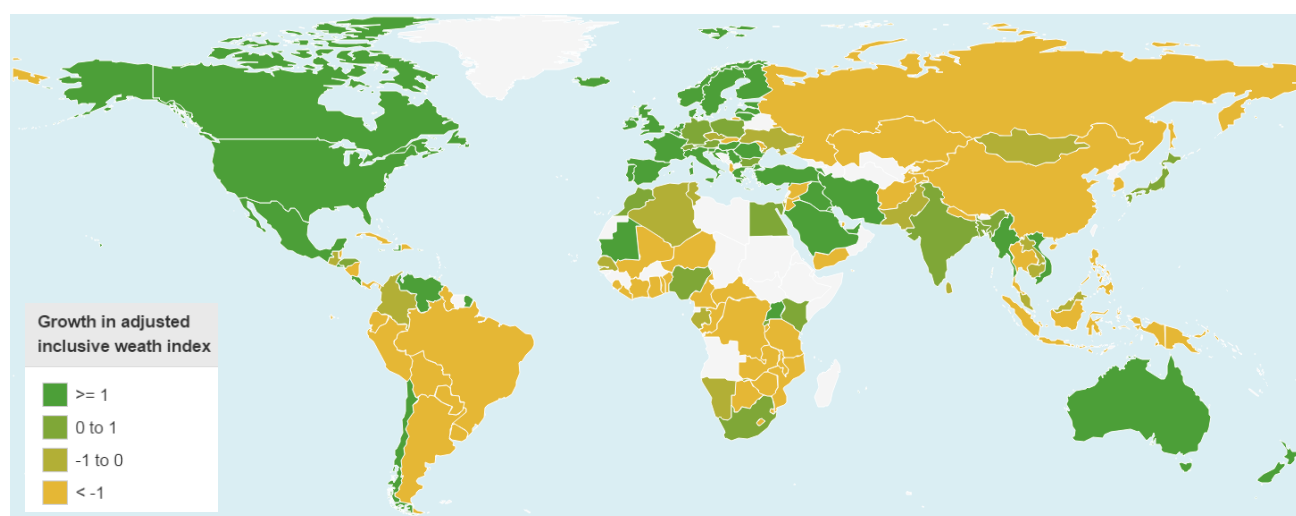 Growth in adjusted
inclusive weath index
>= 1
0 to 1
-1 to 0
< -1